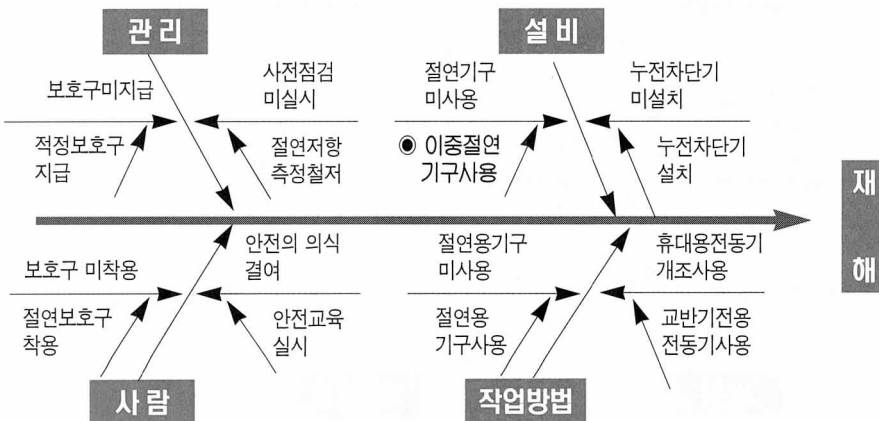 관리
설비
보호구미지급
사전점검
미실시
절연기구
미사용
누전차단기
미설치
적정보호구
지급
절연저항
측정철저
◉ 이중절연
기구사용
누전차단기
설치
재
해
보호구 미착용
안전의 의식
결여
절연용기구
미사용
휴대용전동기
개조사용
절연보호구
착용
안전교육
실시
절연용
기구사용
교반기전용
전동기사용
사람
작업방법